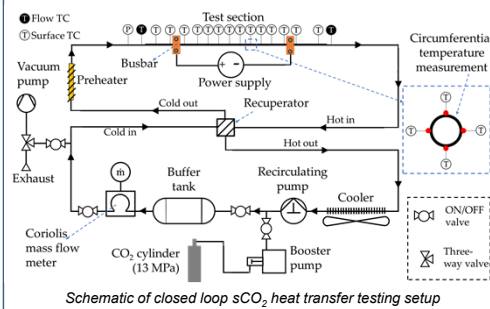 T Flow TC
T Surface TC
Test section
P T T T T T T T T T T T T T T T T T
Busbar
Power supply
Circumferential
temperature
measurement
T
T
T
T
Vacuum
pump
Preheater
Cold out
Recuperator
Cold in
Hot in
Hot out
Exhaust
ṁ
Buffer
tank
Recirculating
pump
Cooler
ON/OFF
valve
Coriolis
mass flow
meter
CO₂ cylinder
(13 MPa)
Booster
pump
Three-
way valve
Schematic of closed loop sCO₂ heat transfer testing setup